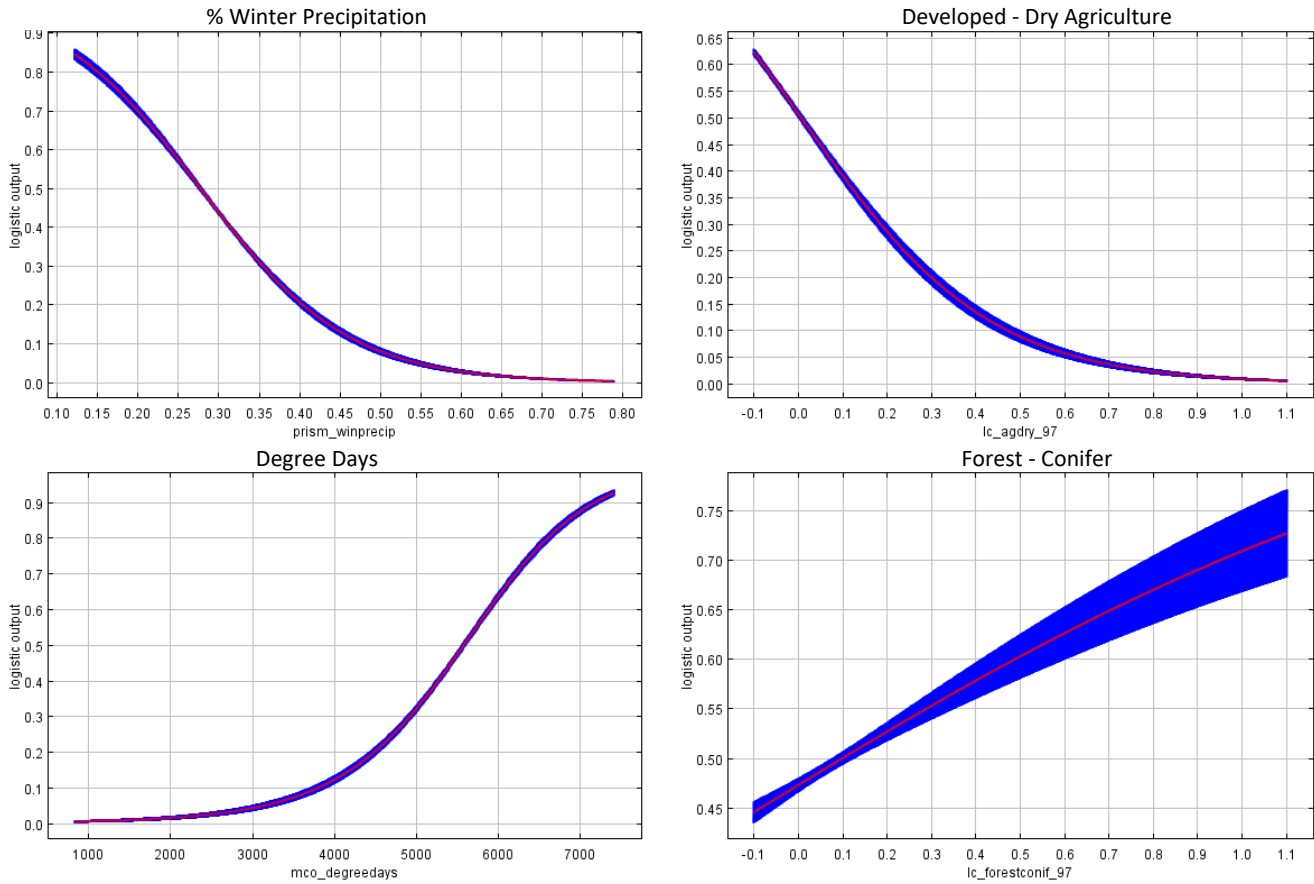 % Winter Precipitation
0.9
0.8
0.7
0.6
0.5
0.4
0.3
0.2
0.1
0.0
logistic output
0.10 0.15 0.20 0.25 0.30 0.35 0.40 0.45 0.50 0.55 0.60 0.65 0.70 0.75 0.80
prism_winprecip
Developed - Dry Agriculture
0.65
0.60
0.55
0.50
0.45
0.40
0.35
0.30
0.25
0.20
0.15
0.10
0.05
0.00
logistic output
-0.1 0.0 0.1 0.2 0.3 0.4 0.5 0.6 0.7 0.8 0.9 1.0 1.1
lc_agdry_97
Degree Days
0.9
0.8
0.7
0.6
0.5
0.4
0.3
0.2
0.1
0.0
logistic output
1000 2000 3000 4000 5000 6000 7000
mco_degreedays
Forest - Conifer
0.75
0.70
0.65
0.60
0.55
0.50
0.45
logistic output
-0.1 0.0 0.1 0.2 0.3 0.4 0.5 0.6 0.7 0.8 0.9 1.0 1.1
lc_forestconif_97